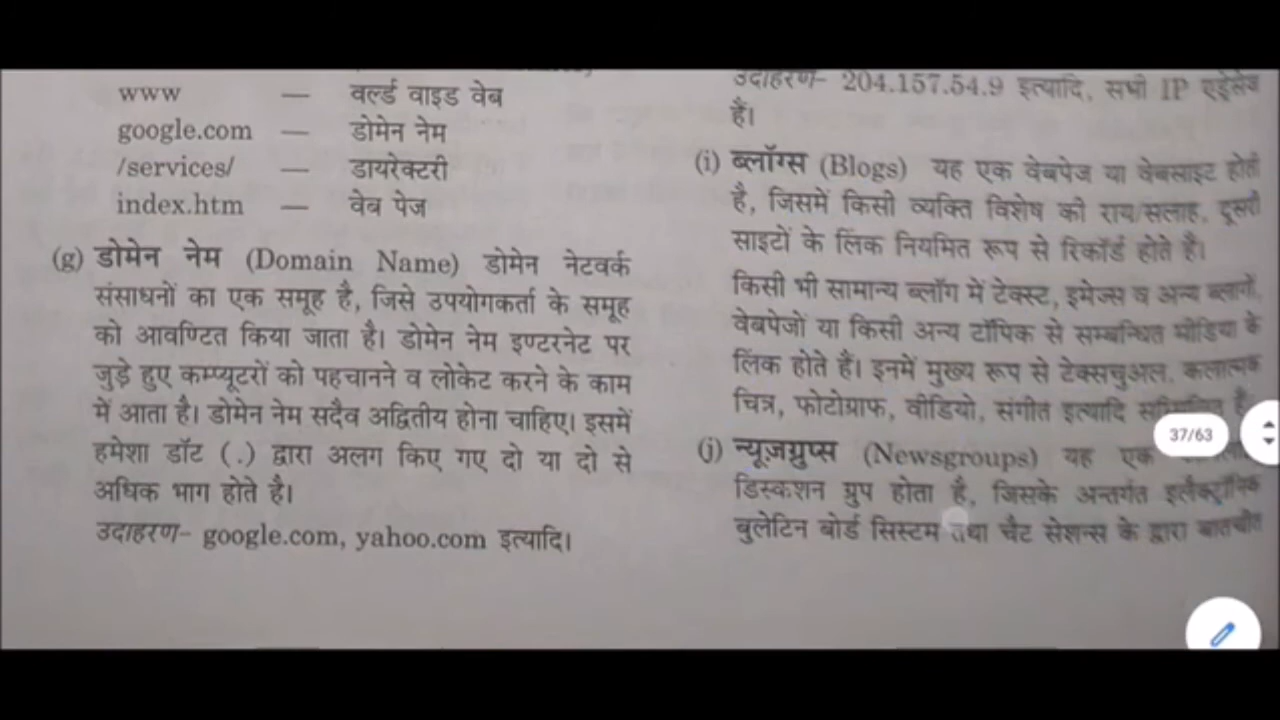 www — वर्ल्ड वाइड वेब
google.com — डोमेन नेम
/services/ — डायरेक्टरी
index.htm — वेब पेज
(g) डोमेन नेम (Domain Name) डोमेन नेटवर्क
संसाधनों का एक समूह है, जिसे उपयोगकर्ता के समूह
को आवण्टित किया जाता है। डोमेन नेम इण्टरनेट पर
जुड़े हुए कम्प्यूटरों को पहचानने व लोकेट करने के काम
में आता है। डोमेन नेम सदैव अद्वितीय होना चाहिए। इसमें
हमेशा डॉट (.) द्वारा अलग किए गए दो या दो से
अधिक भाग होते है।
उदाहरण– google.com, yahoo.com इत्यादि।
उदाहरण– 204.157.54.9 इत्यादि, सभी IP एड्रेसेज
हैं।
(i) ब्लॉग्स (Blogs) यह एक वेबपेज या वेबसाइट होती
है, जिसमें किसी व्यक्ति विशेष की राय/सलाह, दूसरी
साइटों के लिंक नियमित रूप से रिकॉर्ड होते है।
किसी भी सामान्य ब्लॉग में टेक्स्ट, इमेज्स व अन्य ब्लागों,
वेबपेजों या किसी अन्य टॉपिक से सम्बन्धित मीडिया के
लिंक होते हैं। इनमें मुख्य रूप से टेक्सचुअल, कलात्मक
चित्र, फोटोग्राफ, वीडियो, संगीत इत्यादि
(j) न्यूज़ग्रुप्स (Newsgroups) यह एक
डिस्कशन ग्रुप होता है, जिसके अन्तर्गत इलैक्ट्रॉनिक
बुलेटिन बोर्ड सिस्टम तथा चैट सेशन्स के द्वारा बातचीत
37/63